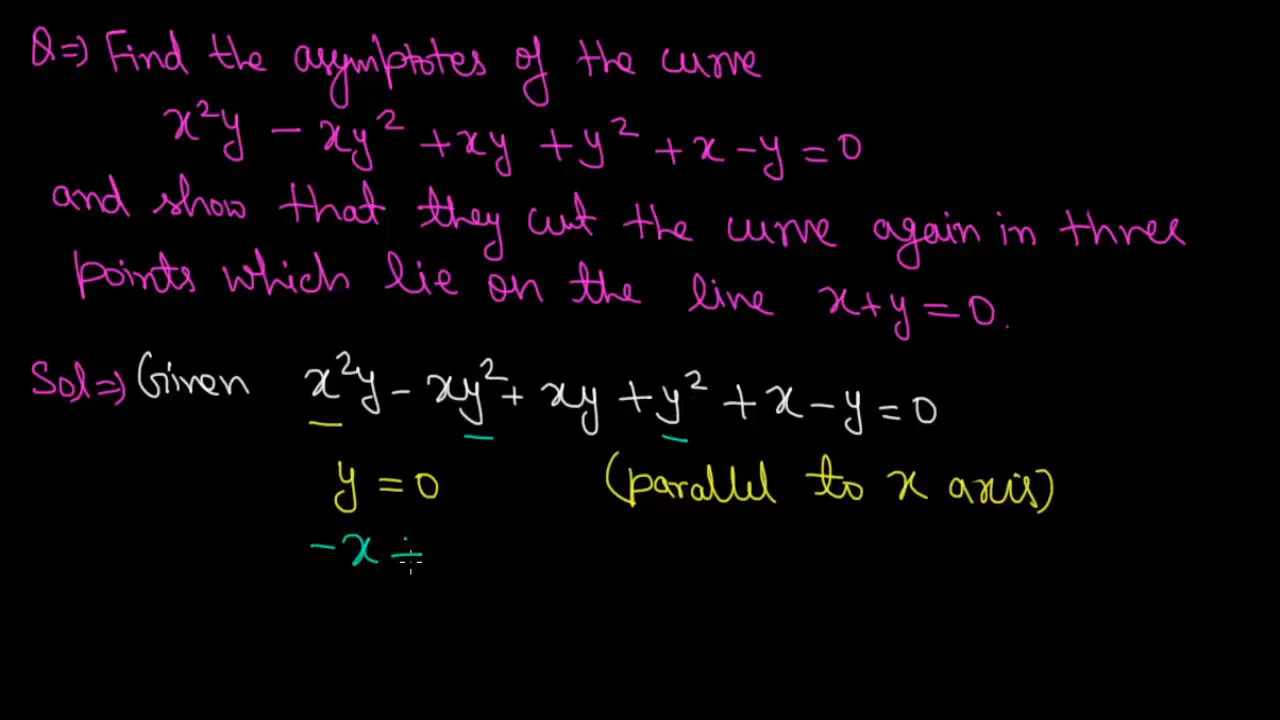 Q⇒ Find the asymptotes of the curve
x²y - xy² + xy + y² + x - y = 0
and show that they cut the curve again in three
points which lie on the line x + y = 0.
Sol⇒ Given x²y - xy² + xy + y² + x - y = 0
y = 0 (parallel to x axis)
-x +